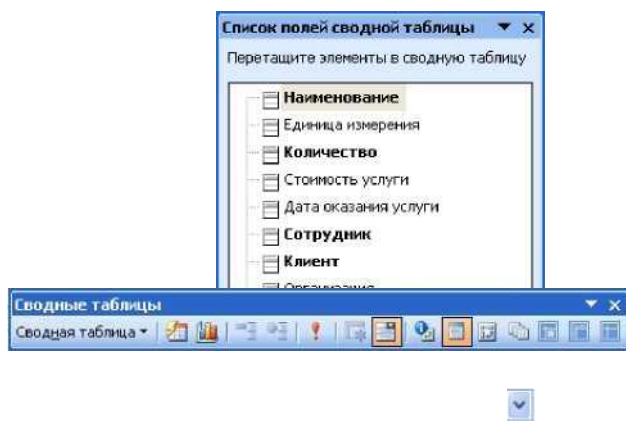 Список полей сводной таблицы
Перетащите элементы в сводную таблицу
Наименование
Единица измерения
Количество
Стоимость услуги
Дата оказания услуги
Сотрудник
Клиент
Организация
Сводные таблицы
Сводная таблица